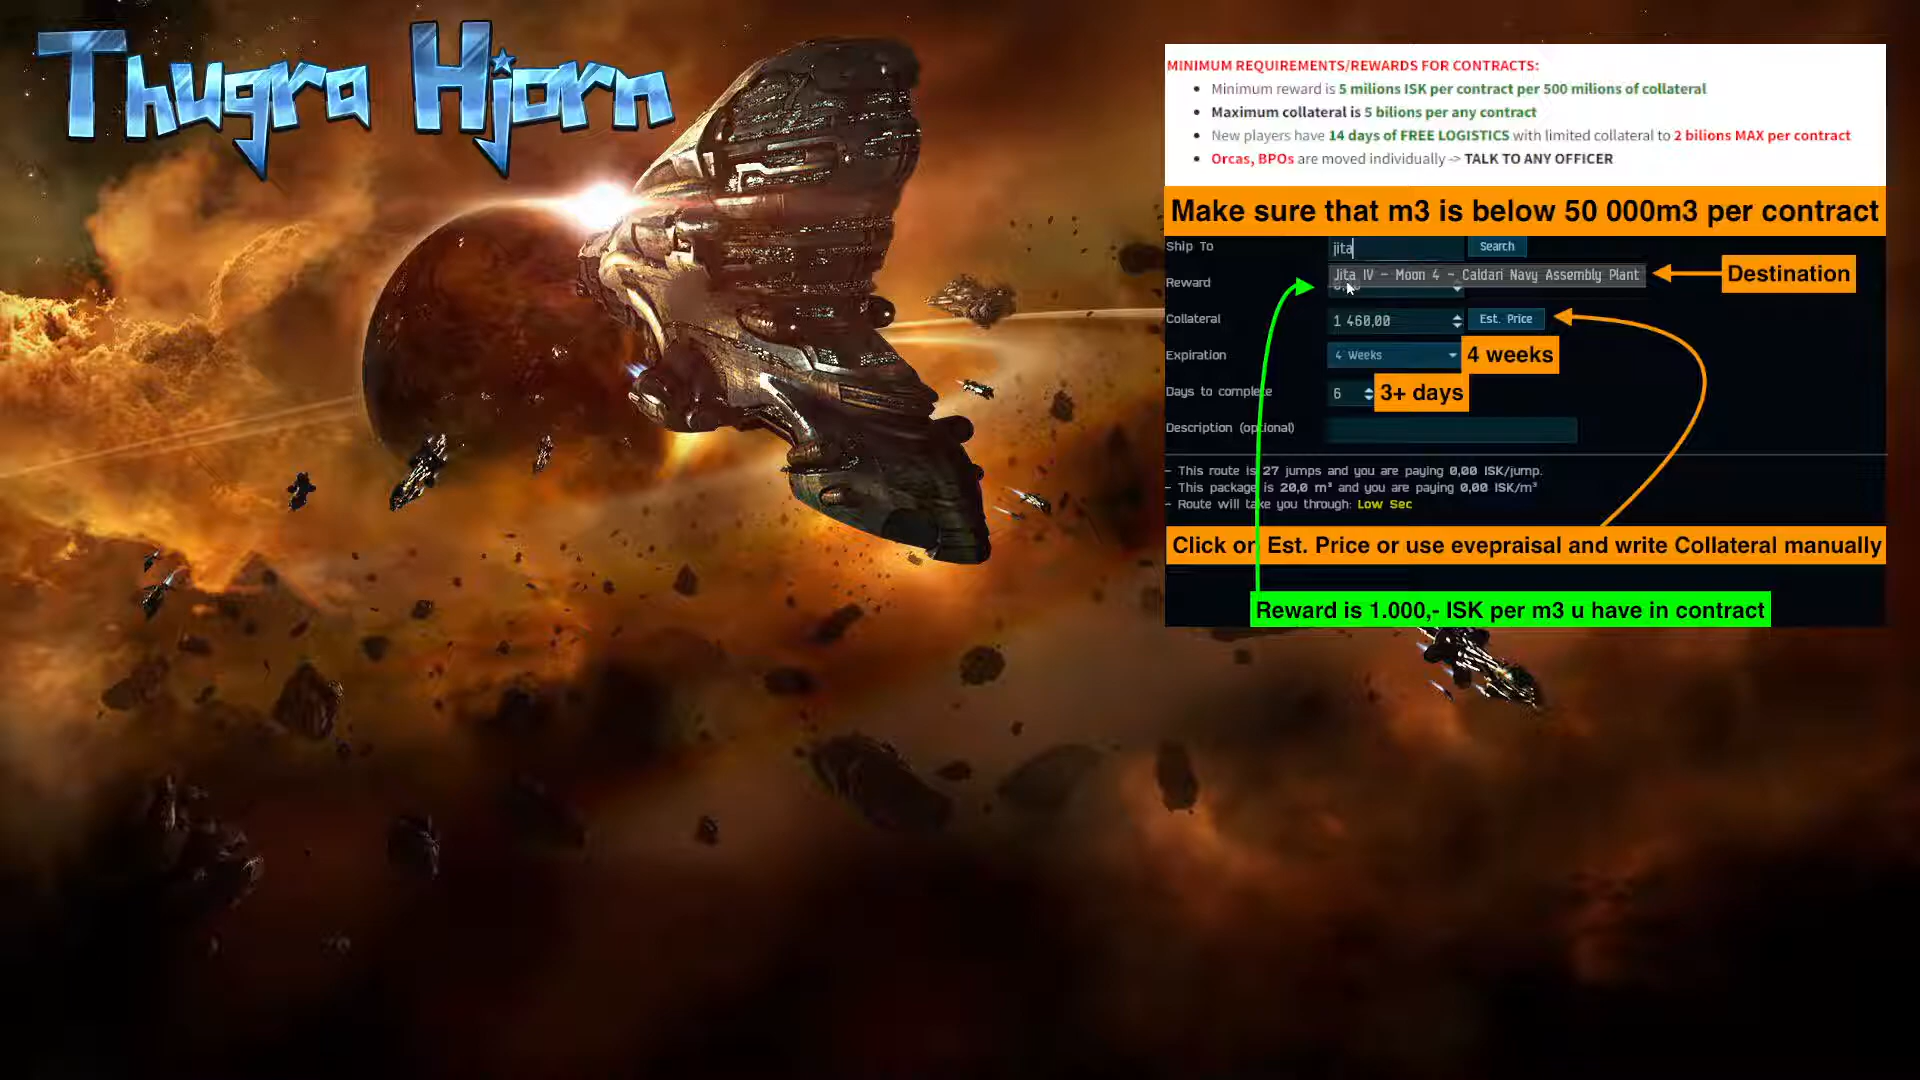 Thugra Hjorn
MINIMUM REQUIREMENTS/REWARDS FOR CONTRACTS:
Minimum reward is 5 milions ISK per contract per 500 milions of collateral
Maximum collateral is 5 bilions per any contract
New players have 14 days of FREE LOGISTICS with limited collateral to 2 bilions MAX per contract
Orcas, BPOs are moved individually -> TALK TO ANY OFFICER
Make sure that m3 is below 50 000m3 per contract
Ship To jita Search
Jita IV - Moon 4 - Caldari Navy Assembly Plant Destination
Reward
Collateral 1 460,00 Est. Price
Expiration 4 Weeks 4 weeks
Days to complete 6 3+ days
Description (optional)
- This route is 27 jumps and you are paying 0,00 ISK/jump.
- This package is 20,0 m³ and you are paying 0,00 ISK/m³
- Route will take you through: Low Sec
Click on Est. Price or use evepraisal and write Collateral manually
Reward is 1.000,- ISK per m3 u have in contract